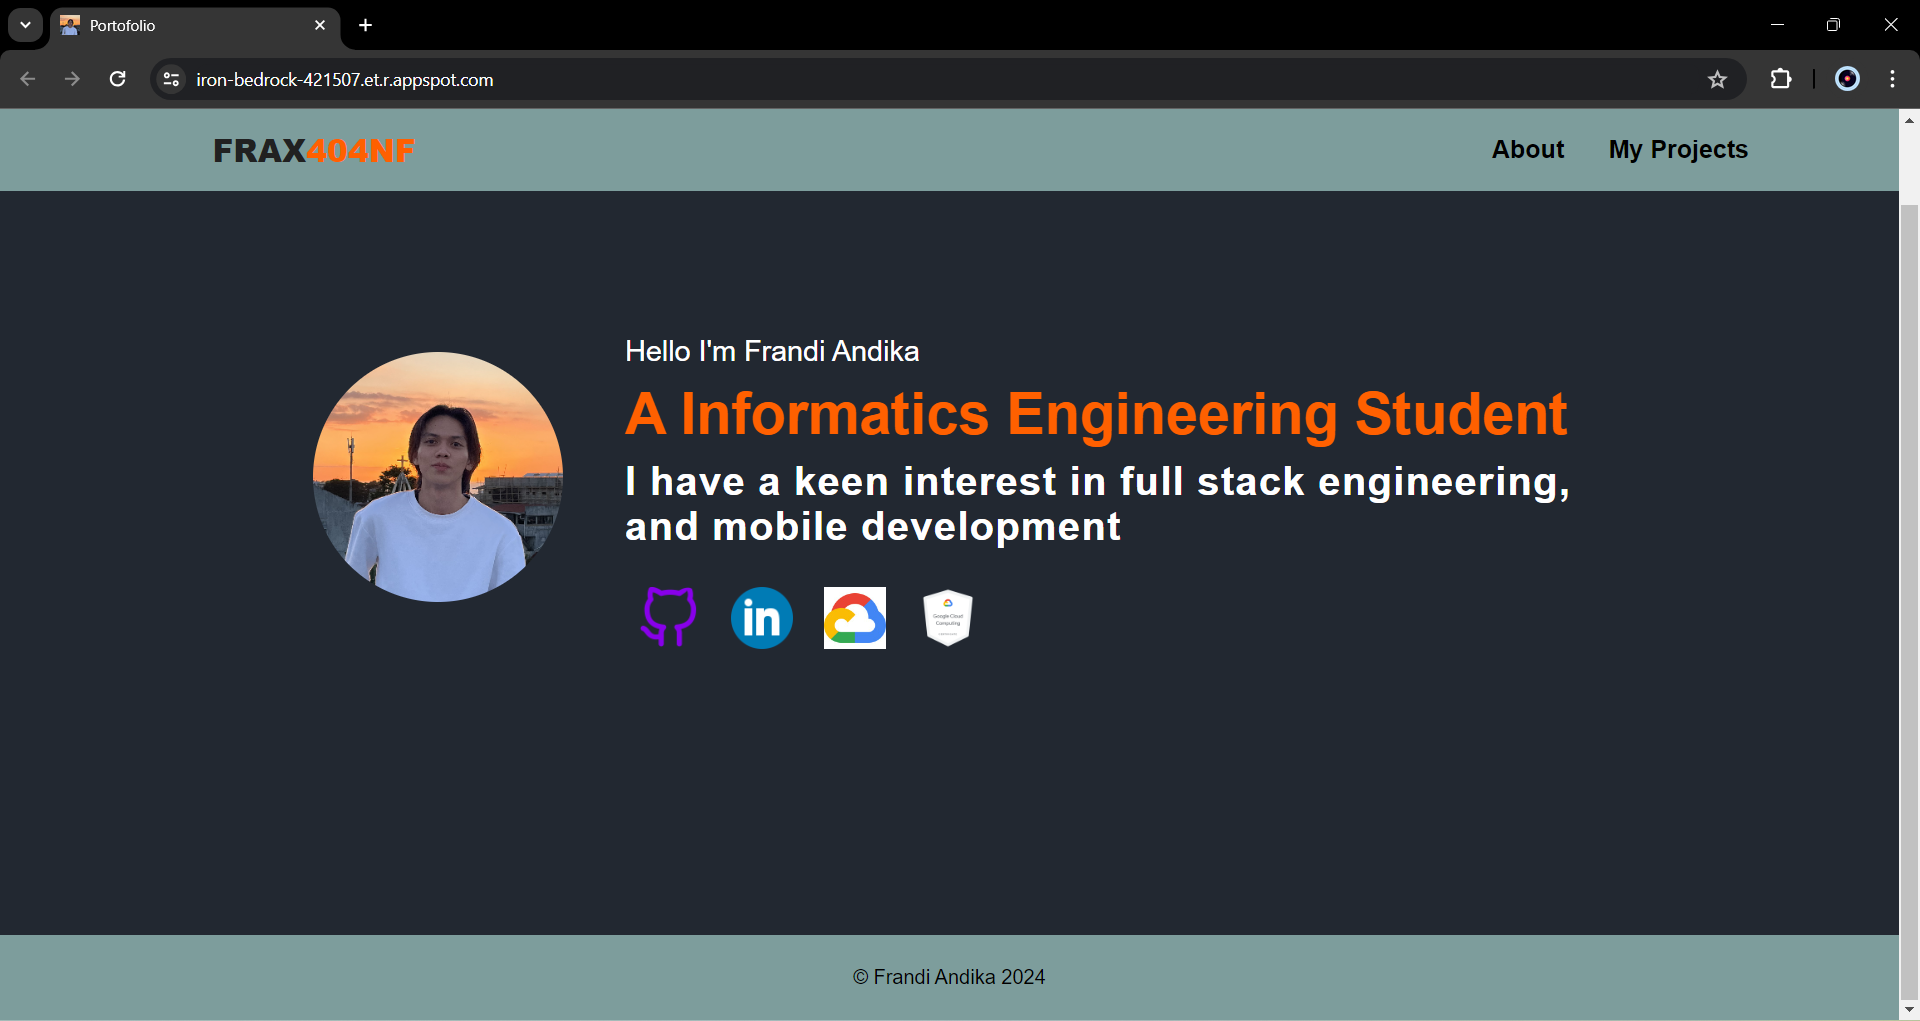 Portofolio
iron-bedrock-421507.et.r.appspot.com
FRAX404NF
About
My Projects
Hello I'm Frandi Andika
A Informatics Engineering Student
I have a keen interest in full stack engineering,
and mobile development
in
Google Cloud
Computing
© Frandi Andika 2024